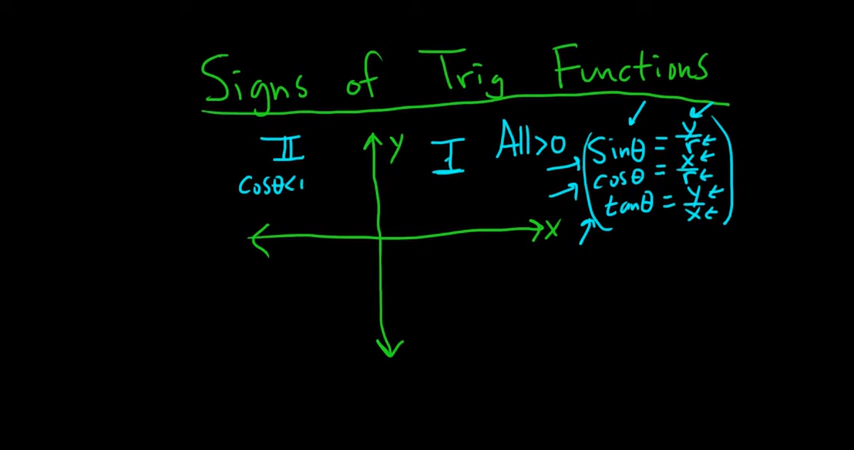 Signs of Trig Functions
II
cosθ<1
y
I
All>0
sinθ = y/r
cosθ = x/r
tanθ = y/x
x